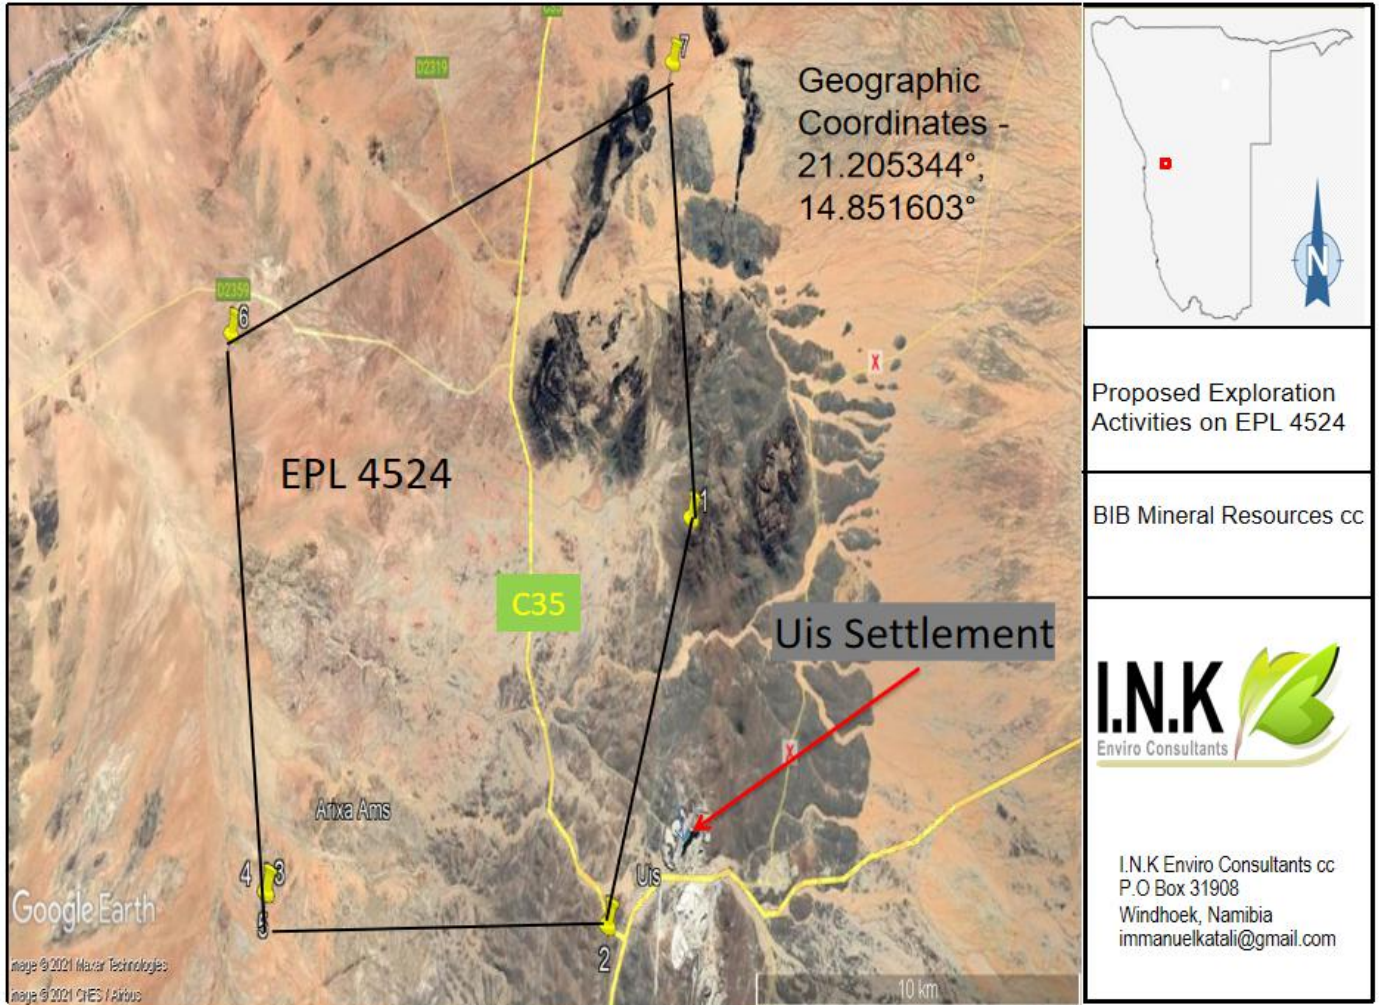 C35
D2319
7
Geographic
Coordinates -
21.205344°,
14.851603°
N
D2359
6
X
Proposed Exploration
Activities on EPL 4524
EPL 4524
1
BIB Mineral Resources cc
C35
Uis Settlement
I.N.K
Enviro Consultants
X
Arixa Ams
4
3
Uis
Google Earth
5
2
I.N.K Enviro Consultants cc
P.O Box 31908
Windhoek, Namibia
immanuelkatali@gmail.com
Image © 2021 Maxar Technologies
Image © 2021 CNES / Airbus
10 km